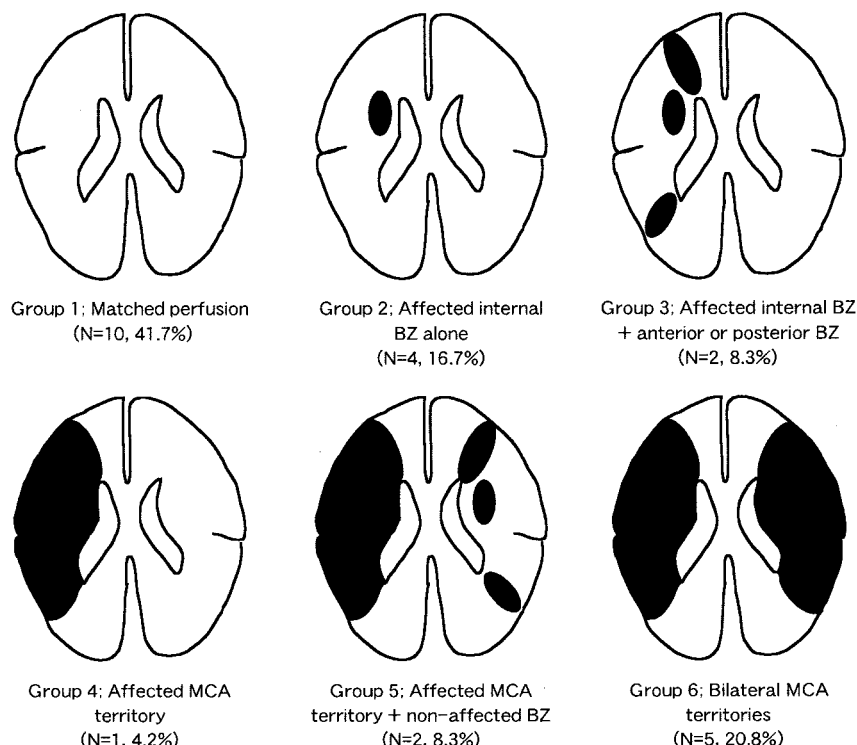 Group 1; Matched perfusion
(N=10, 41.7%)
Group 2; Affected internal
BZ alone
(N=4, 16.7%)
Group 3; Affected internal BZ
+ anterior or posterior BZ
(N=2, 8.3%)
Group 4; Affected MCA
territory
(N=1, 4.2%)
Group 5; Affected MCA
territory + non-affected BZ
(N=2, 8.3%)
Group 6; Bilateral MCA
territories
(N=5, 20.8%)